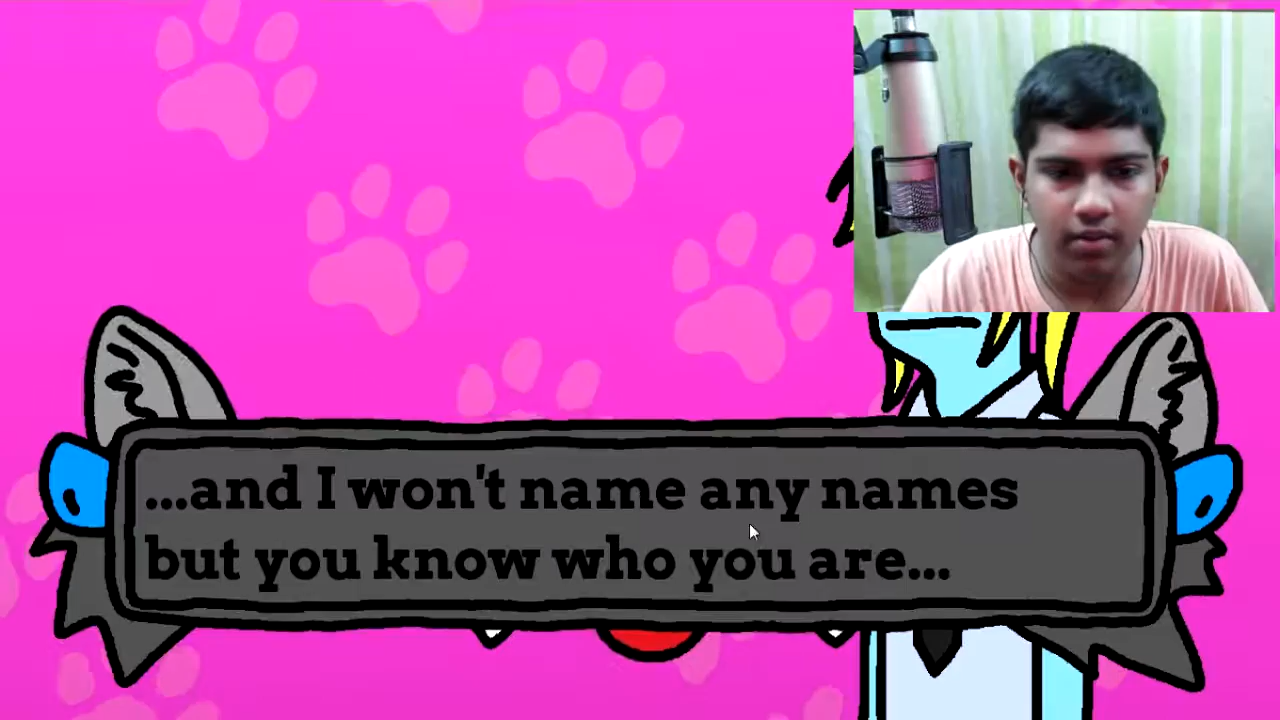 ...and I won't name any names
but you know who you are...